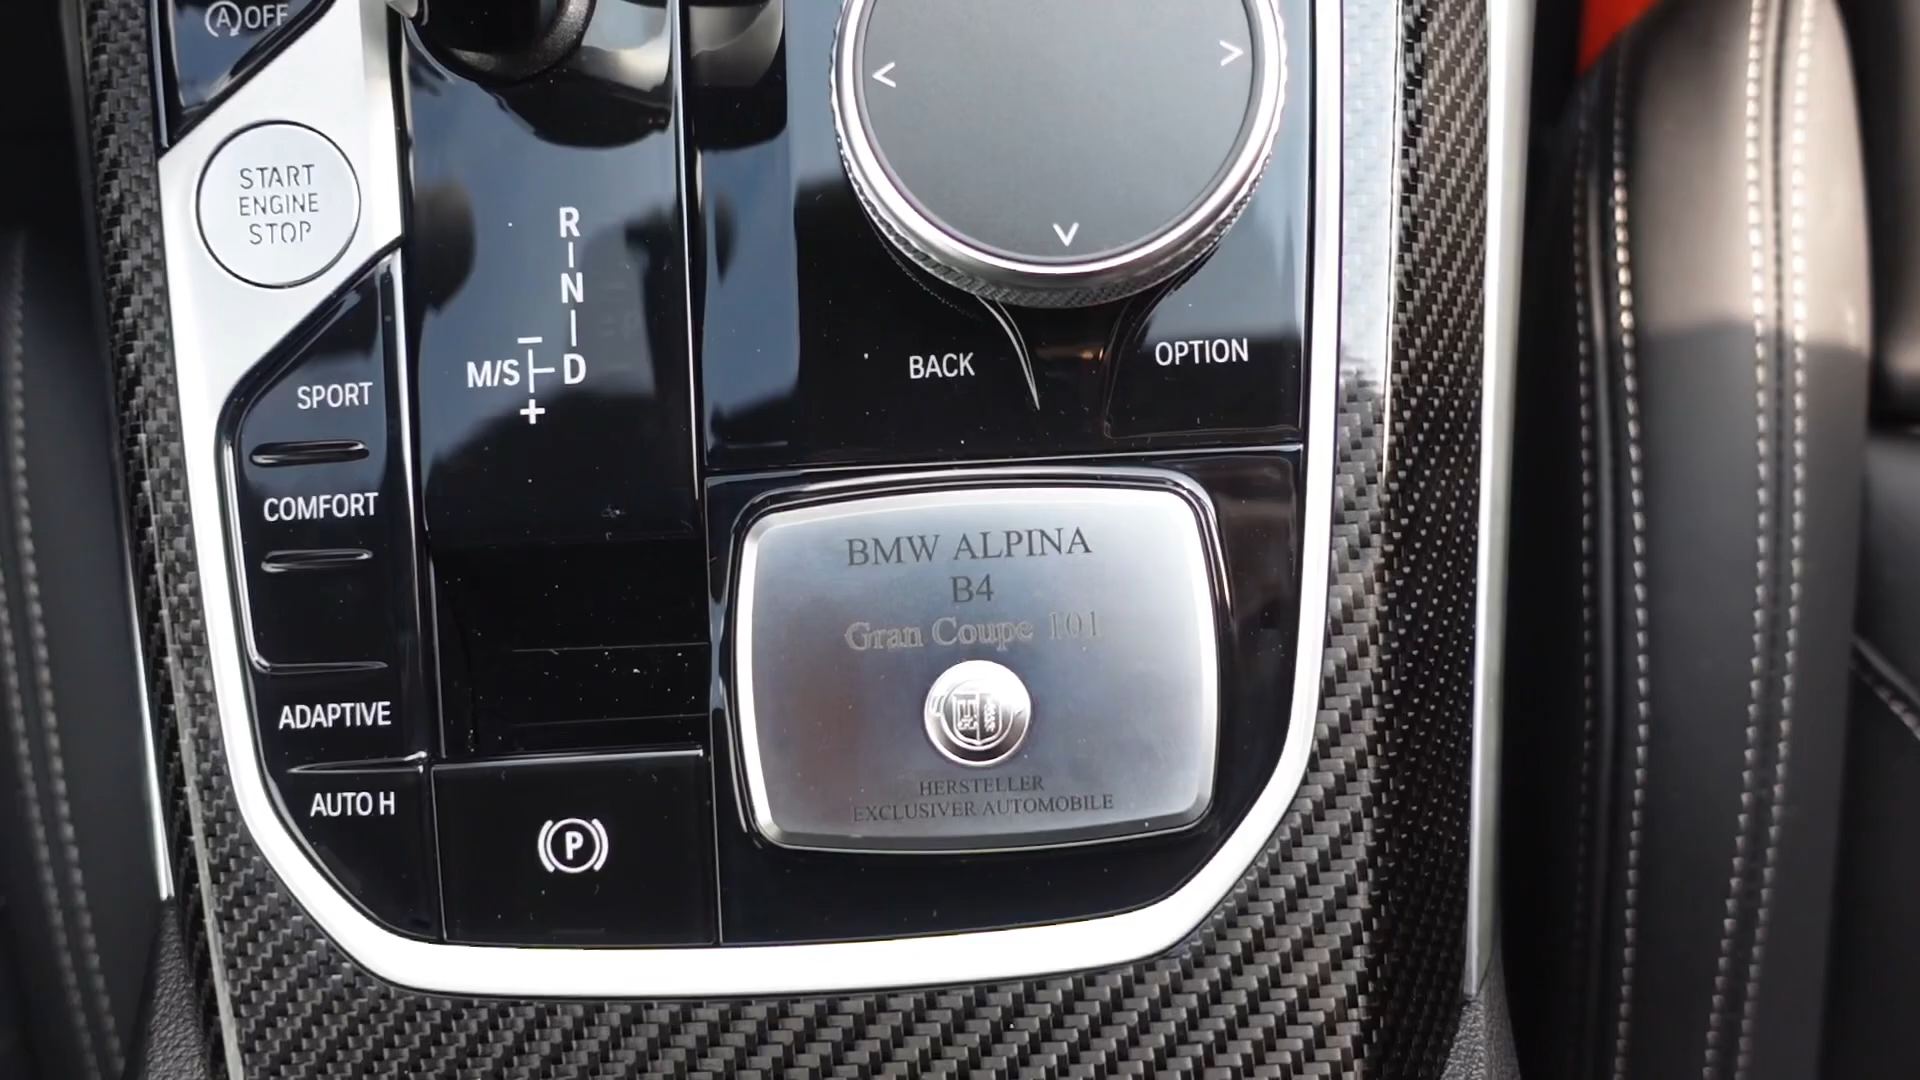 OFF
START
ENGINE
STOP
R
N
M/S D
+
BACK
OPTION
SPORT
COMFORT
ADAPTIVE
AUTO H
P
BMW ALPINA
B4
Gran Coupe 101
HERSTELLER
EXCLUSIVER AUTOMOBILE